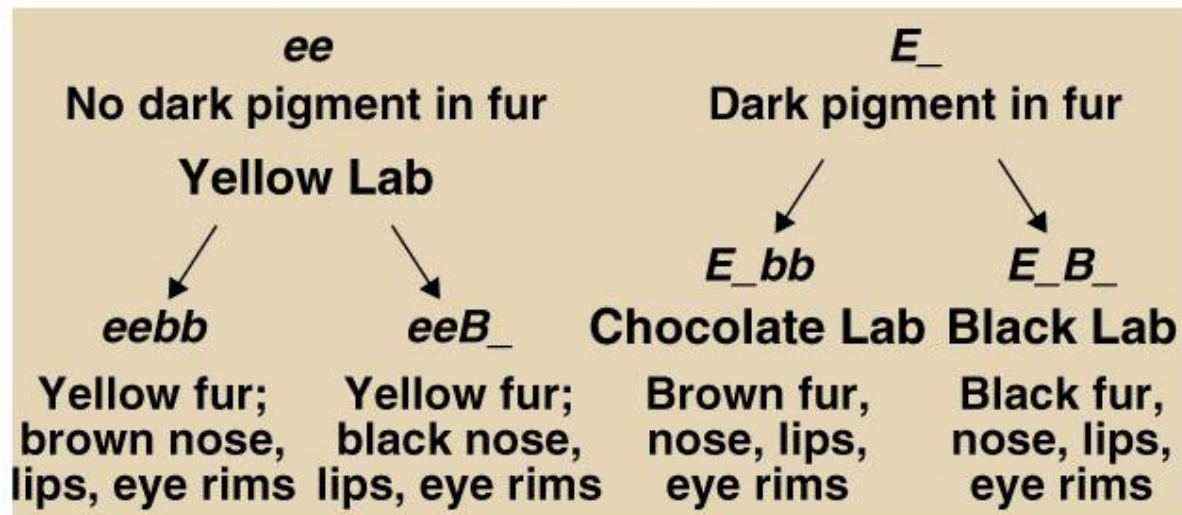 ee
No dark pigment in fur
Yellow Lab
eebb
Yellow fur;
brown nose,
lips, eye rims
eeB_
Yellow fur;
black nose,
lips, eye rims
E_
Dark pigment in fur
E_bb
Chocolate Lab
Brown fur,
nose, lips,
eye rims
E_B_
Black Lab
Black fur,
nose, lips,
eye rims